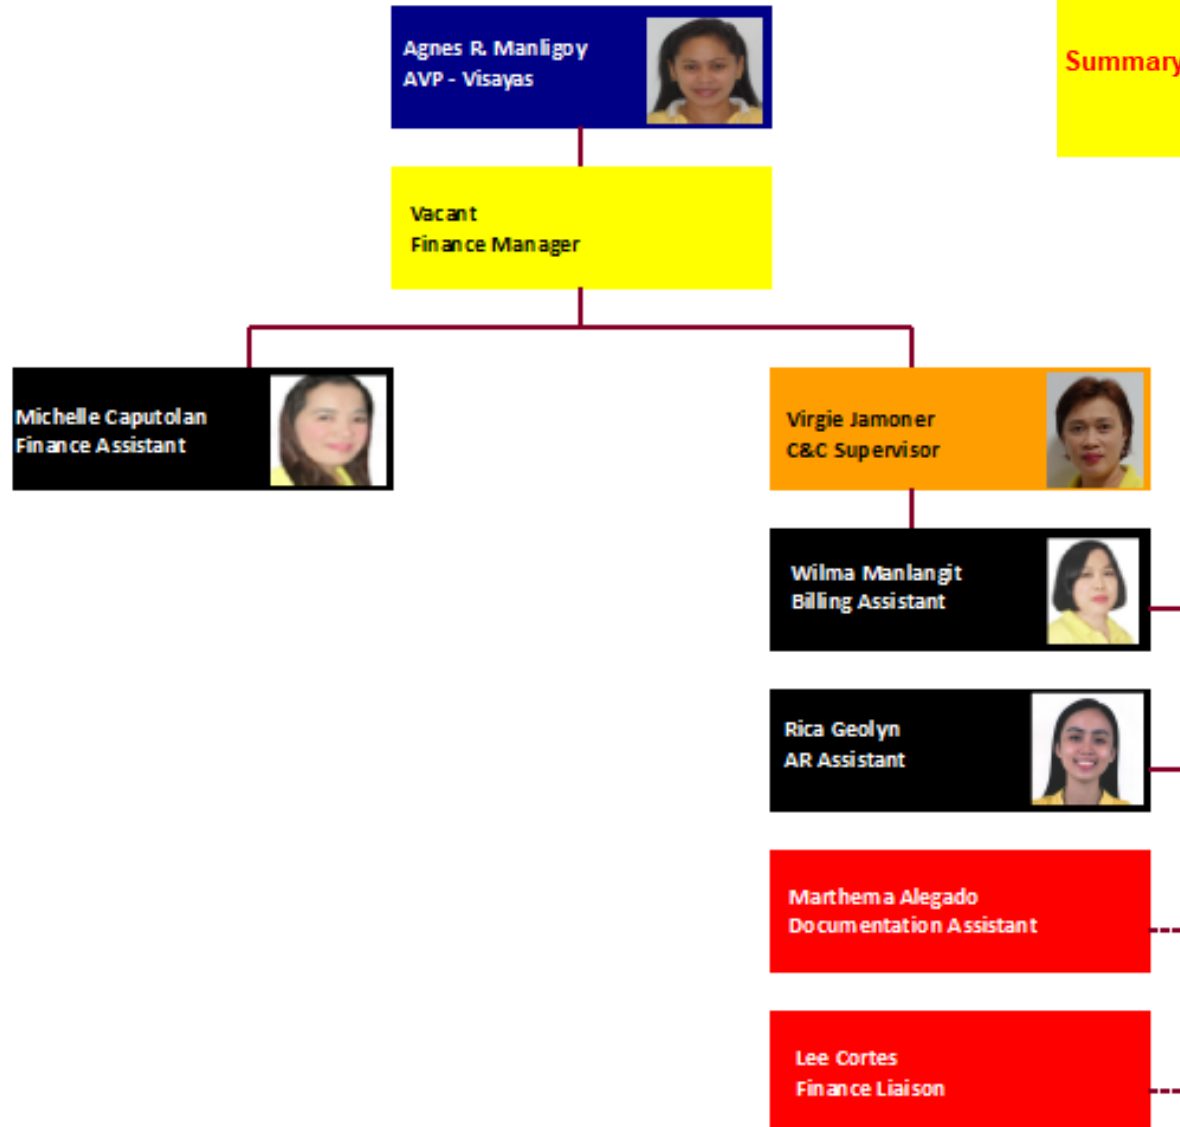 Agnes R. Manligoy
AVP - Visayas
Summary
Vacant
Finance Manager
Michelle Caputolan
Finance Assistant
Virgie Jamoner
C&C Supervisor
Wilma Manlangit
Billing Assistant
Rica Geolyn
AR Assistant
Marthema Alegado
Documentation Assistant
Lee Cortes
Finance Liaison